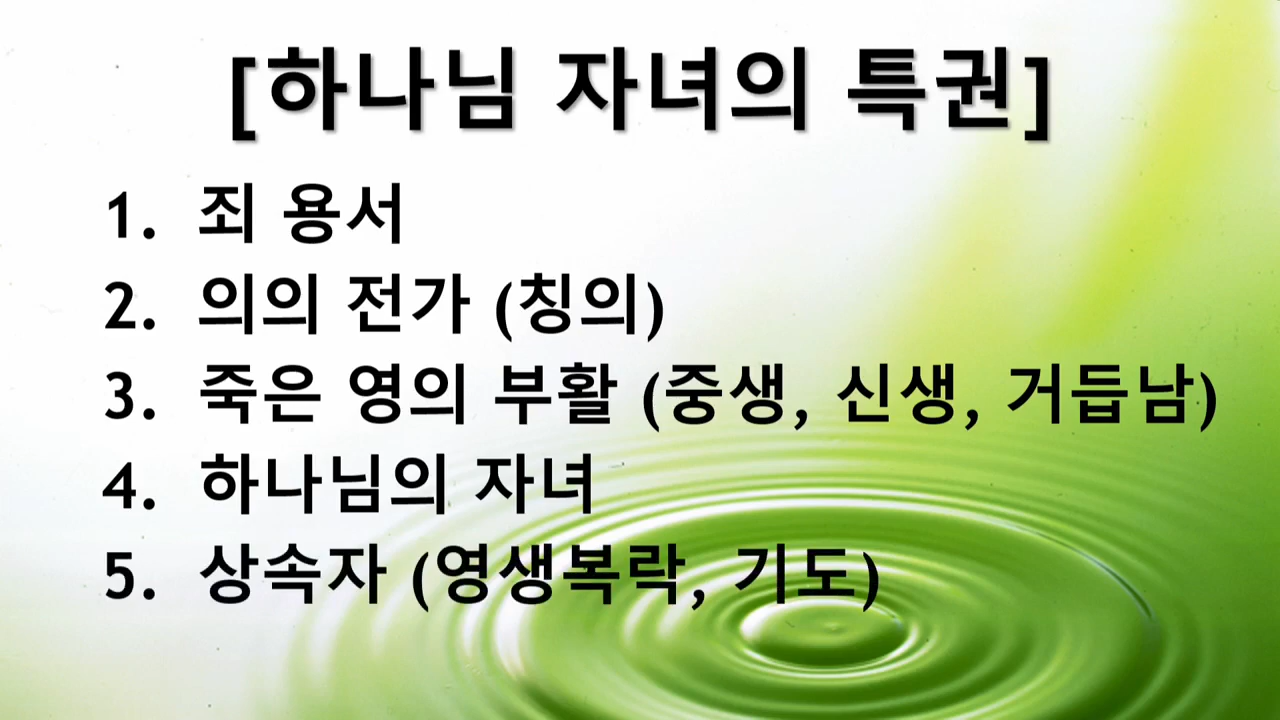 [하나님 자녀의 특권]
1. 죄 용서
2. 의의 전가 (칭의)
3. 죽은 영의 부활 (중생, 신생, 거듭남)
4. 하나님의 자녀
5. 상속자 (영생복락, 기도)